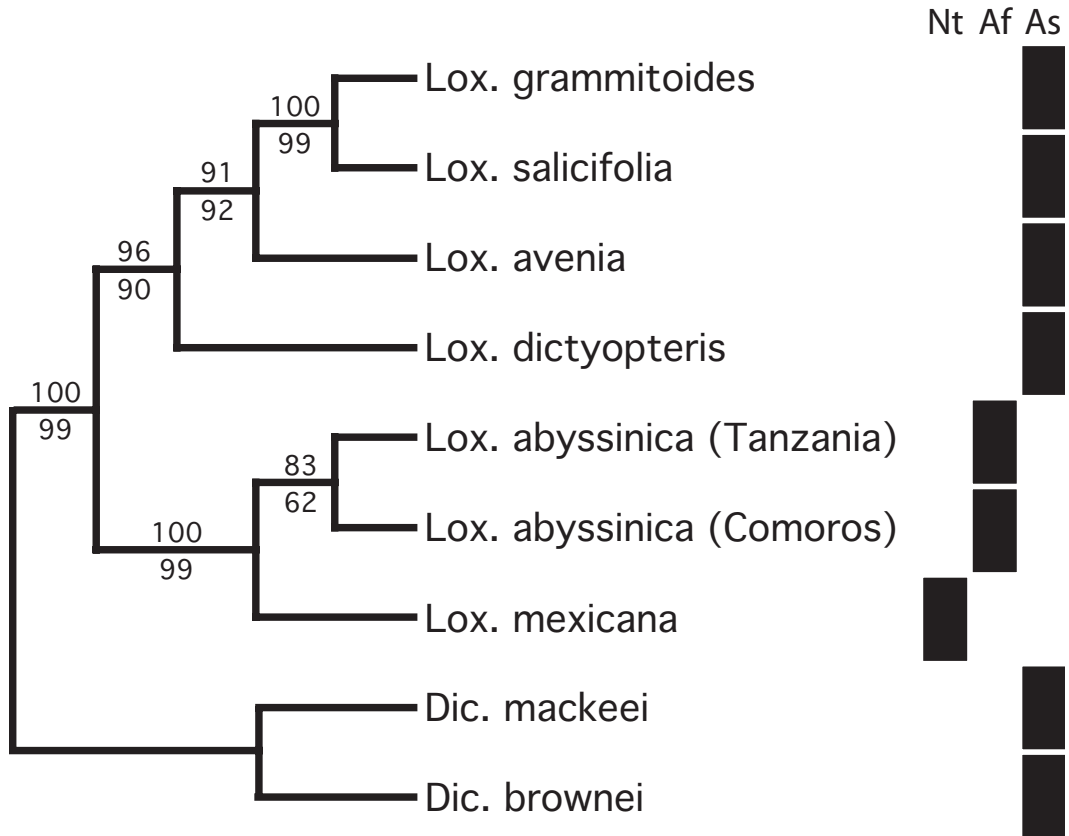 Nt Af As
Lox. grammitoides
100
99
Lox. salicifolia
91
92
Lox. avenia
96
90
Lox. dictyopteris
100
99
Lox. abyssinica (Tanzania)
83
62
Lox. abyssinica (Comoros)
100
99
Lox. mexicana
Dic. mackeei
Dic. brownei